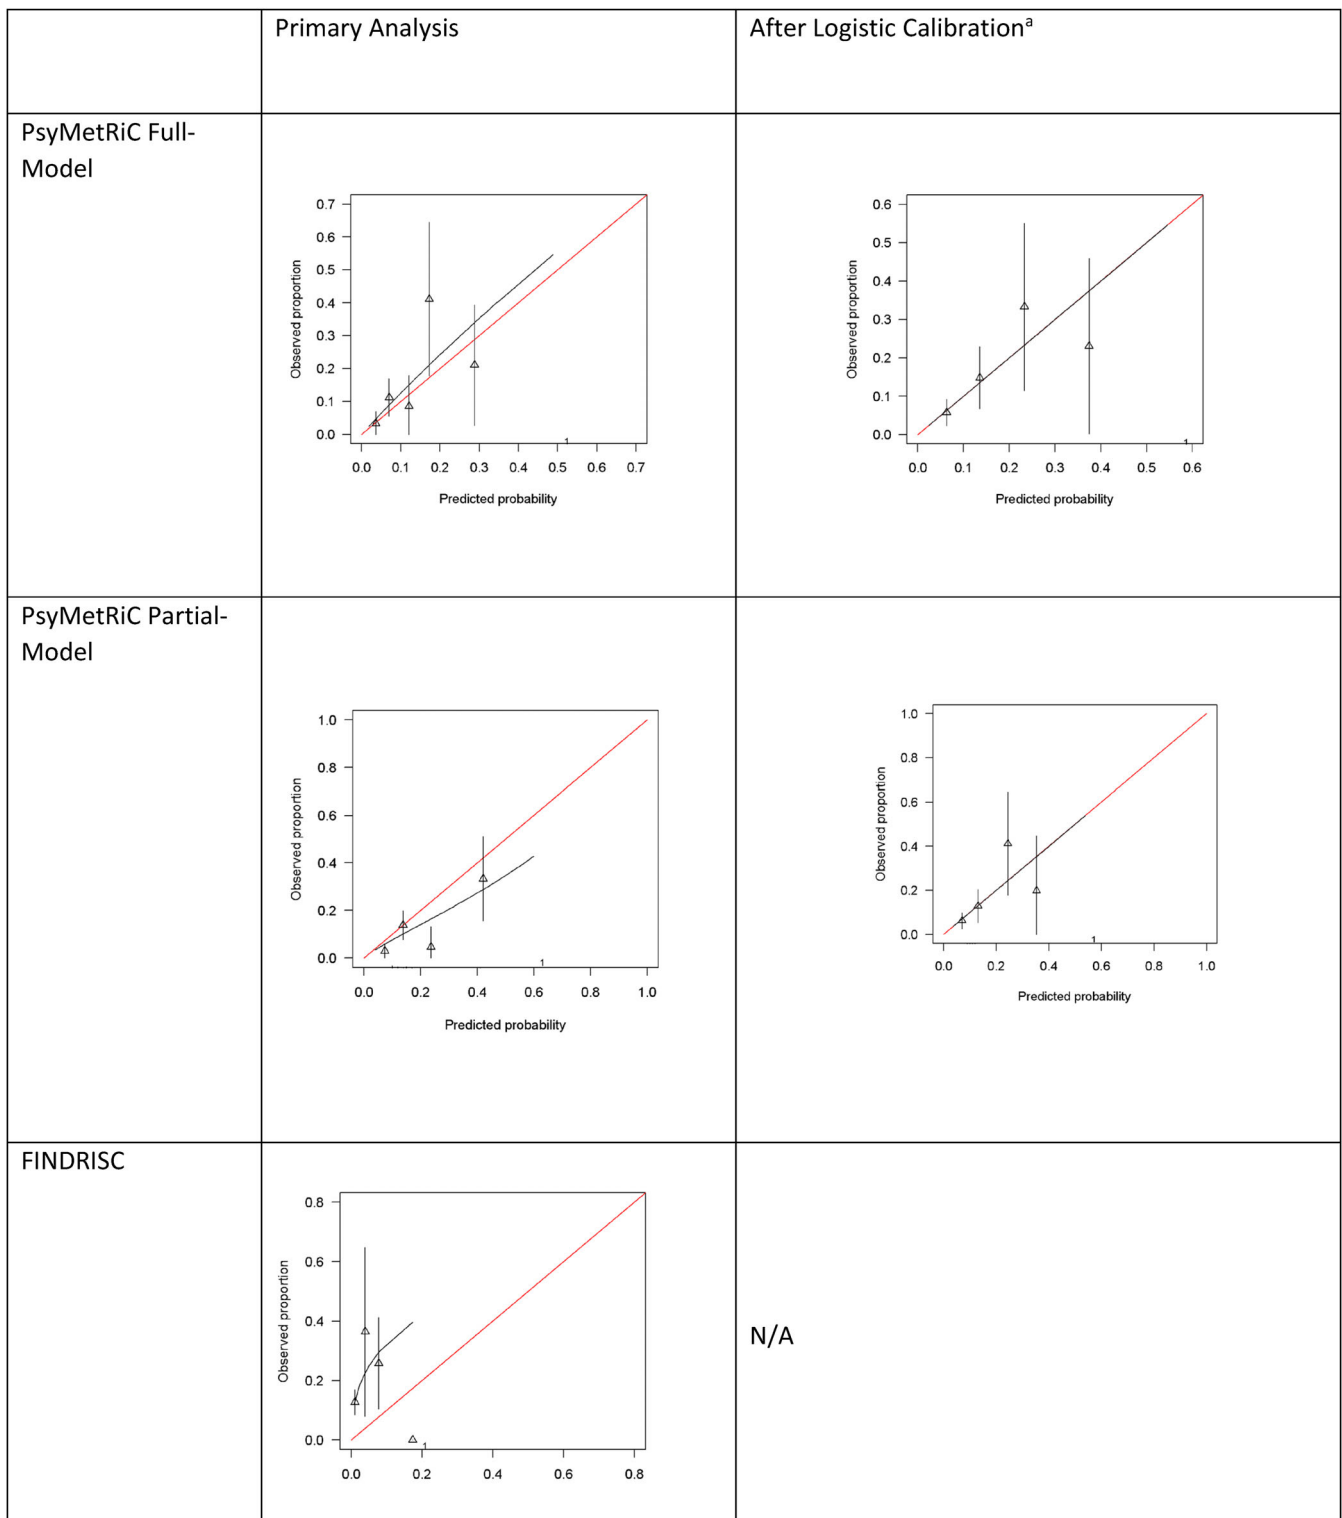 Primary Analysis
After Logistic Calibrationᵃ
PsyMetRiC Full-
Model
0.7
0.6
0.5
0.4
0.3
0.2
0.1
0.0
Observed proportion
1
0.0 0.1 0.2 0.3 0.4 0.5 0.6 0.7
Predicted probability
0.6
0.5
0.4
0.3
0.2
0.1
0.0
Observed proportion
1
0.0 0.1 0.2 0.3 0.4 0.5 0.6
Predicted probability
PsyMetRiC Partial-
Model
1.0
0.8
0.6
0.4
0.2
0.0
Observed proportion
1
0.0 0.2 0.4 0.6 0.8 1.0
Predicted probability
1.0
0.8
0.6
0.4
0.2
0.0
Observed proportion
1
0.0 0.2 0.4 0.6 0.8 1.0
Predicted probability
FINDRISC
0.8
0.6
0.4
0.2
0.0
Observed proportion
1
0.0 0.2 0.4 0.6 0.8
N/A